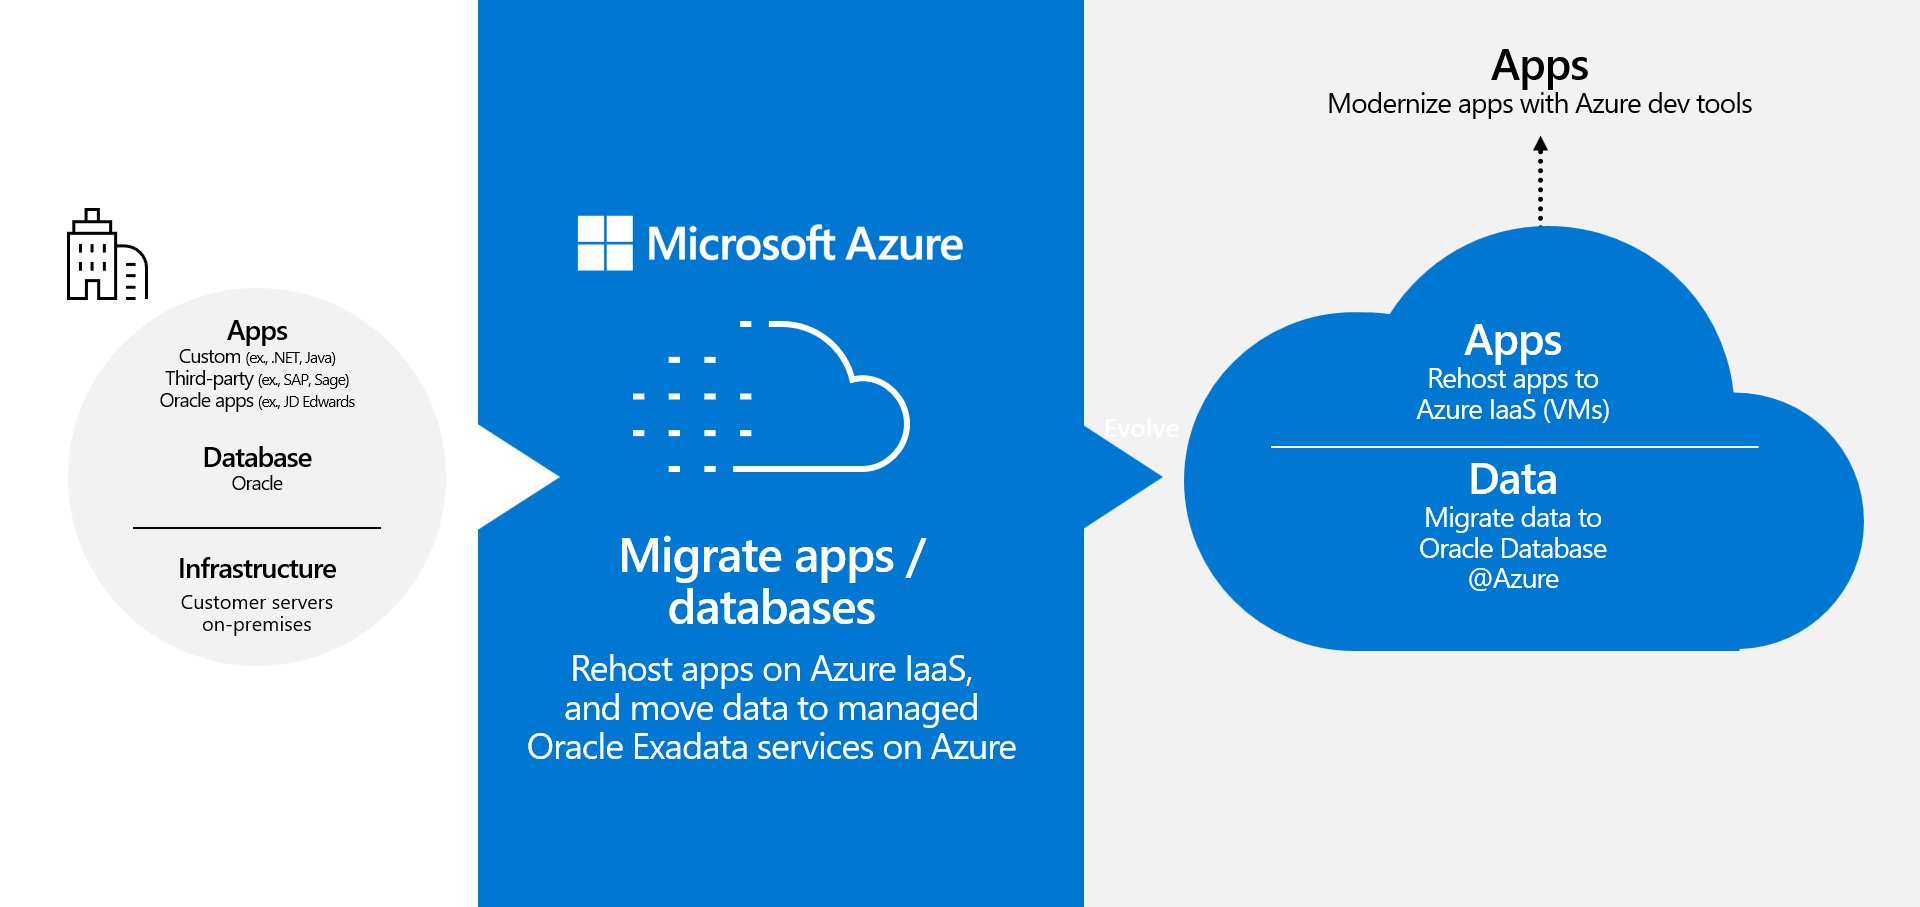 Apps
Custom (ex., .NET, Java)
Third-party (ex., SAP, Sage)
Oracle apps (ex., JD Edwards
Database
Oracle
Infrastructure
Customer servers
on-premises
Microsoft Azure
Migrate apps /
databases
Rehost apps on Azure IaaS,
and move data to managed
Oracle Exadata services on Azure
Evolve
Apps
Modernize apps with Azure dev tools
Apps
Rehost apps to
Azure IaaS (VMs)
Data
Migrate data to
Oracle Database
@Azure